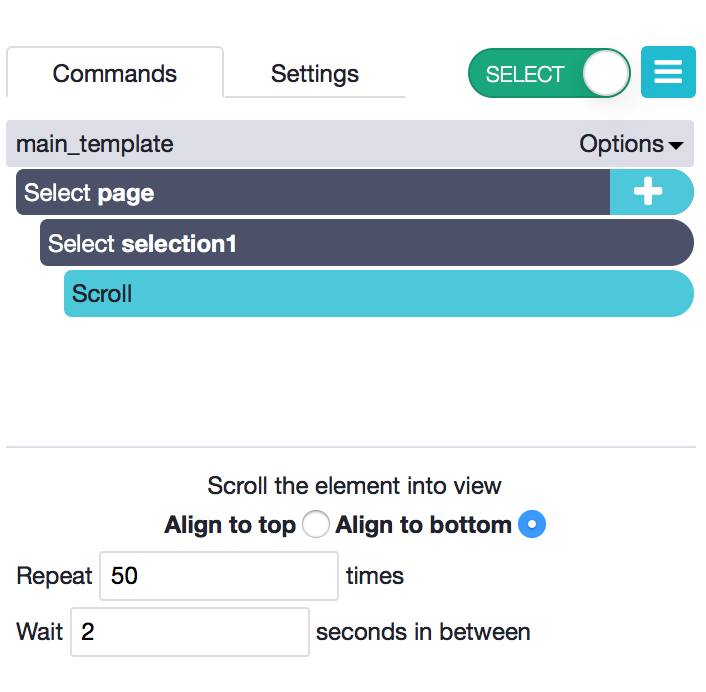 Commands Settings SELECT
main_template Options
Select page
Select selection1
Scroll
Scroll the element into view
Align to top Align to bottom
Repeat 50 times
Wait 2 seconds in between